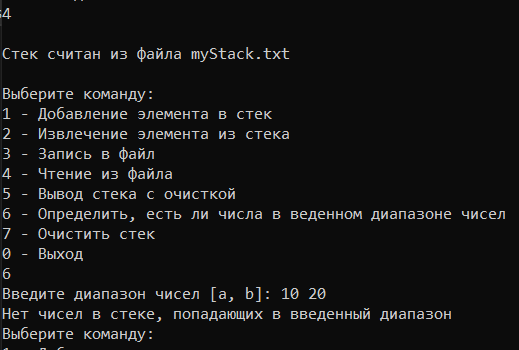 4
Стек считан из файла myStack.txt
Выберите команду:
1 - Добавление элемента в стек
2 - Извлечение элемента из стека
3 - Запись в файл
4 - Чтение из файла
5 - Вывод стека с очисткой
6 - Определить, есть ли числа в веденном диапазоне чисел
7 - Очистить стек
0 - Выход
6
Введите диапазон чисел [a, b]: 10 20
Нет чисел в стеке, попадающих в введенный диапазон
Выберите команду: